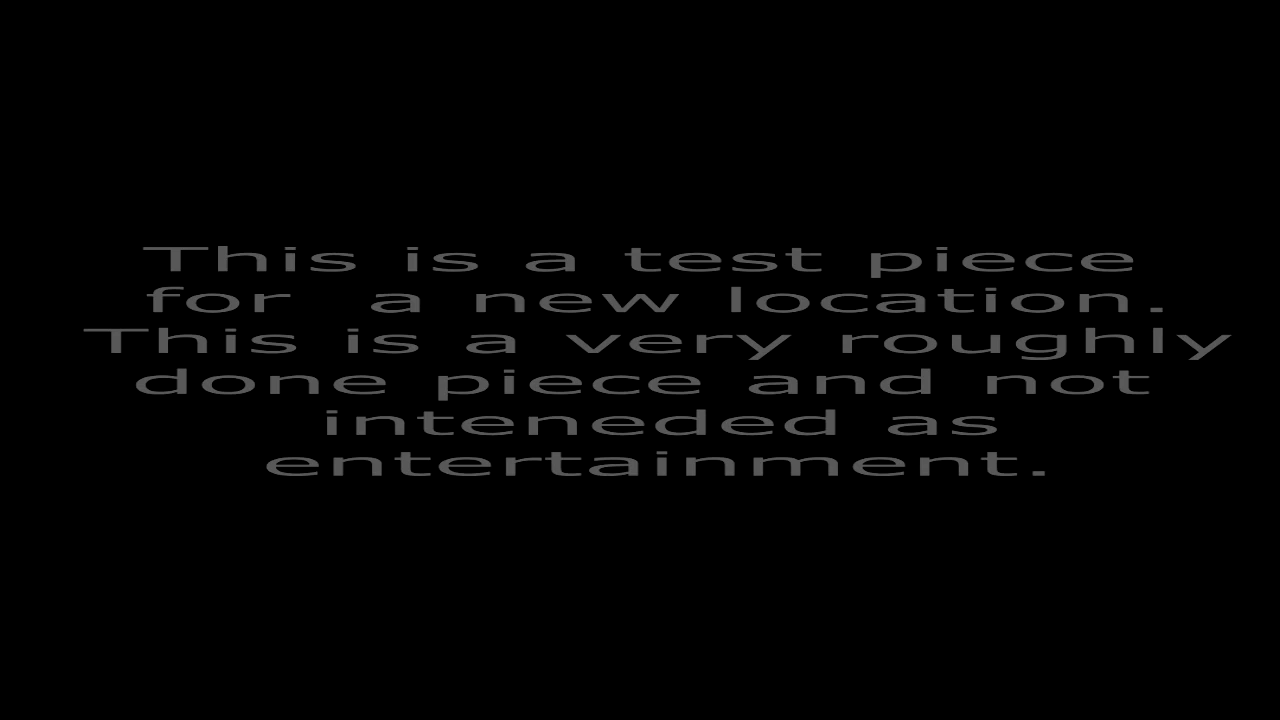 This is a test piece
for  a new location.
This is a very roughly
done piece and not
inteneded as
entertainment.